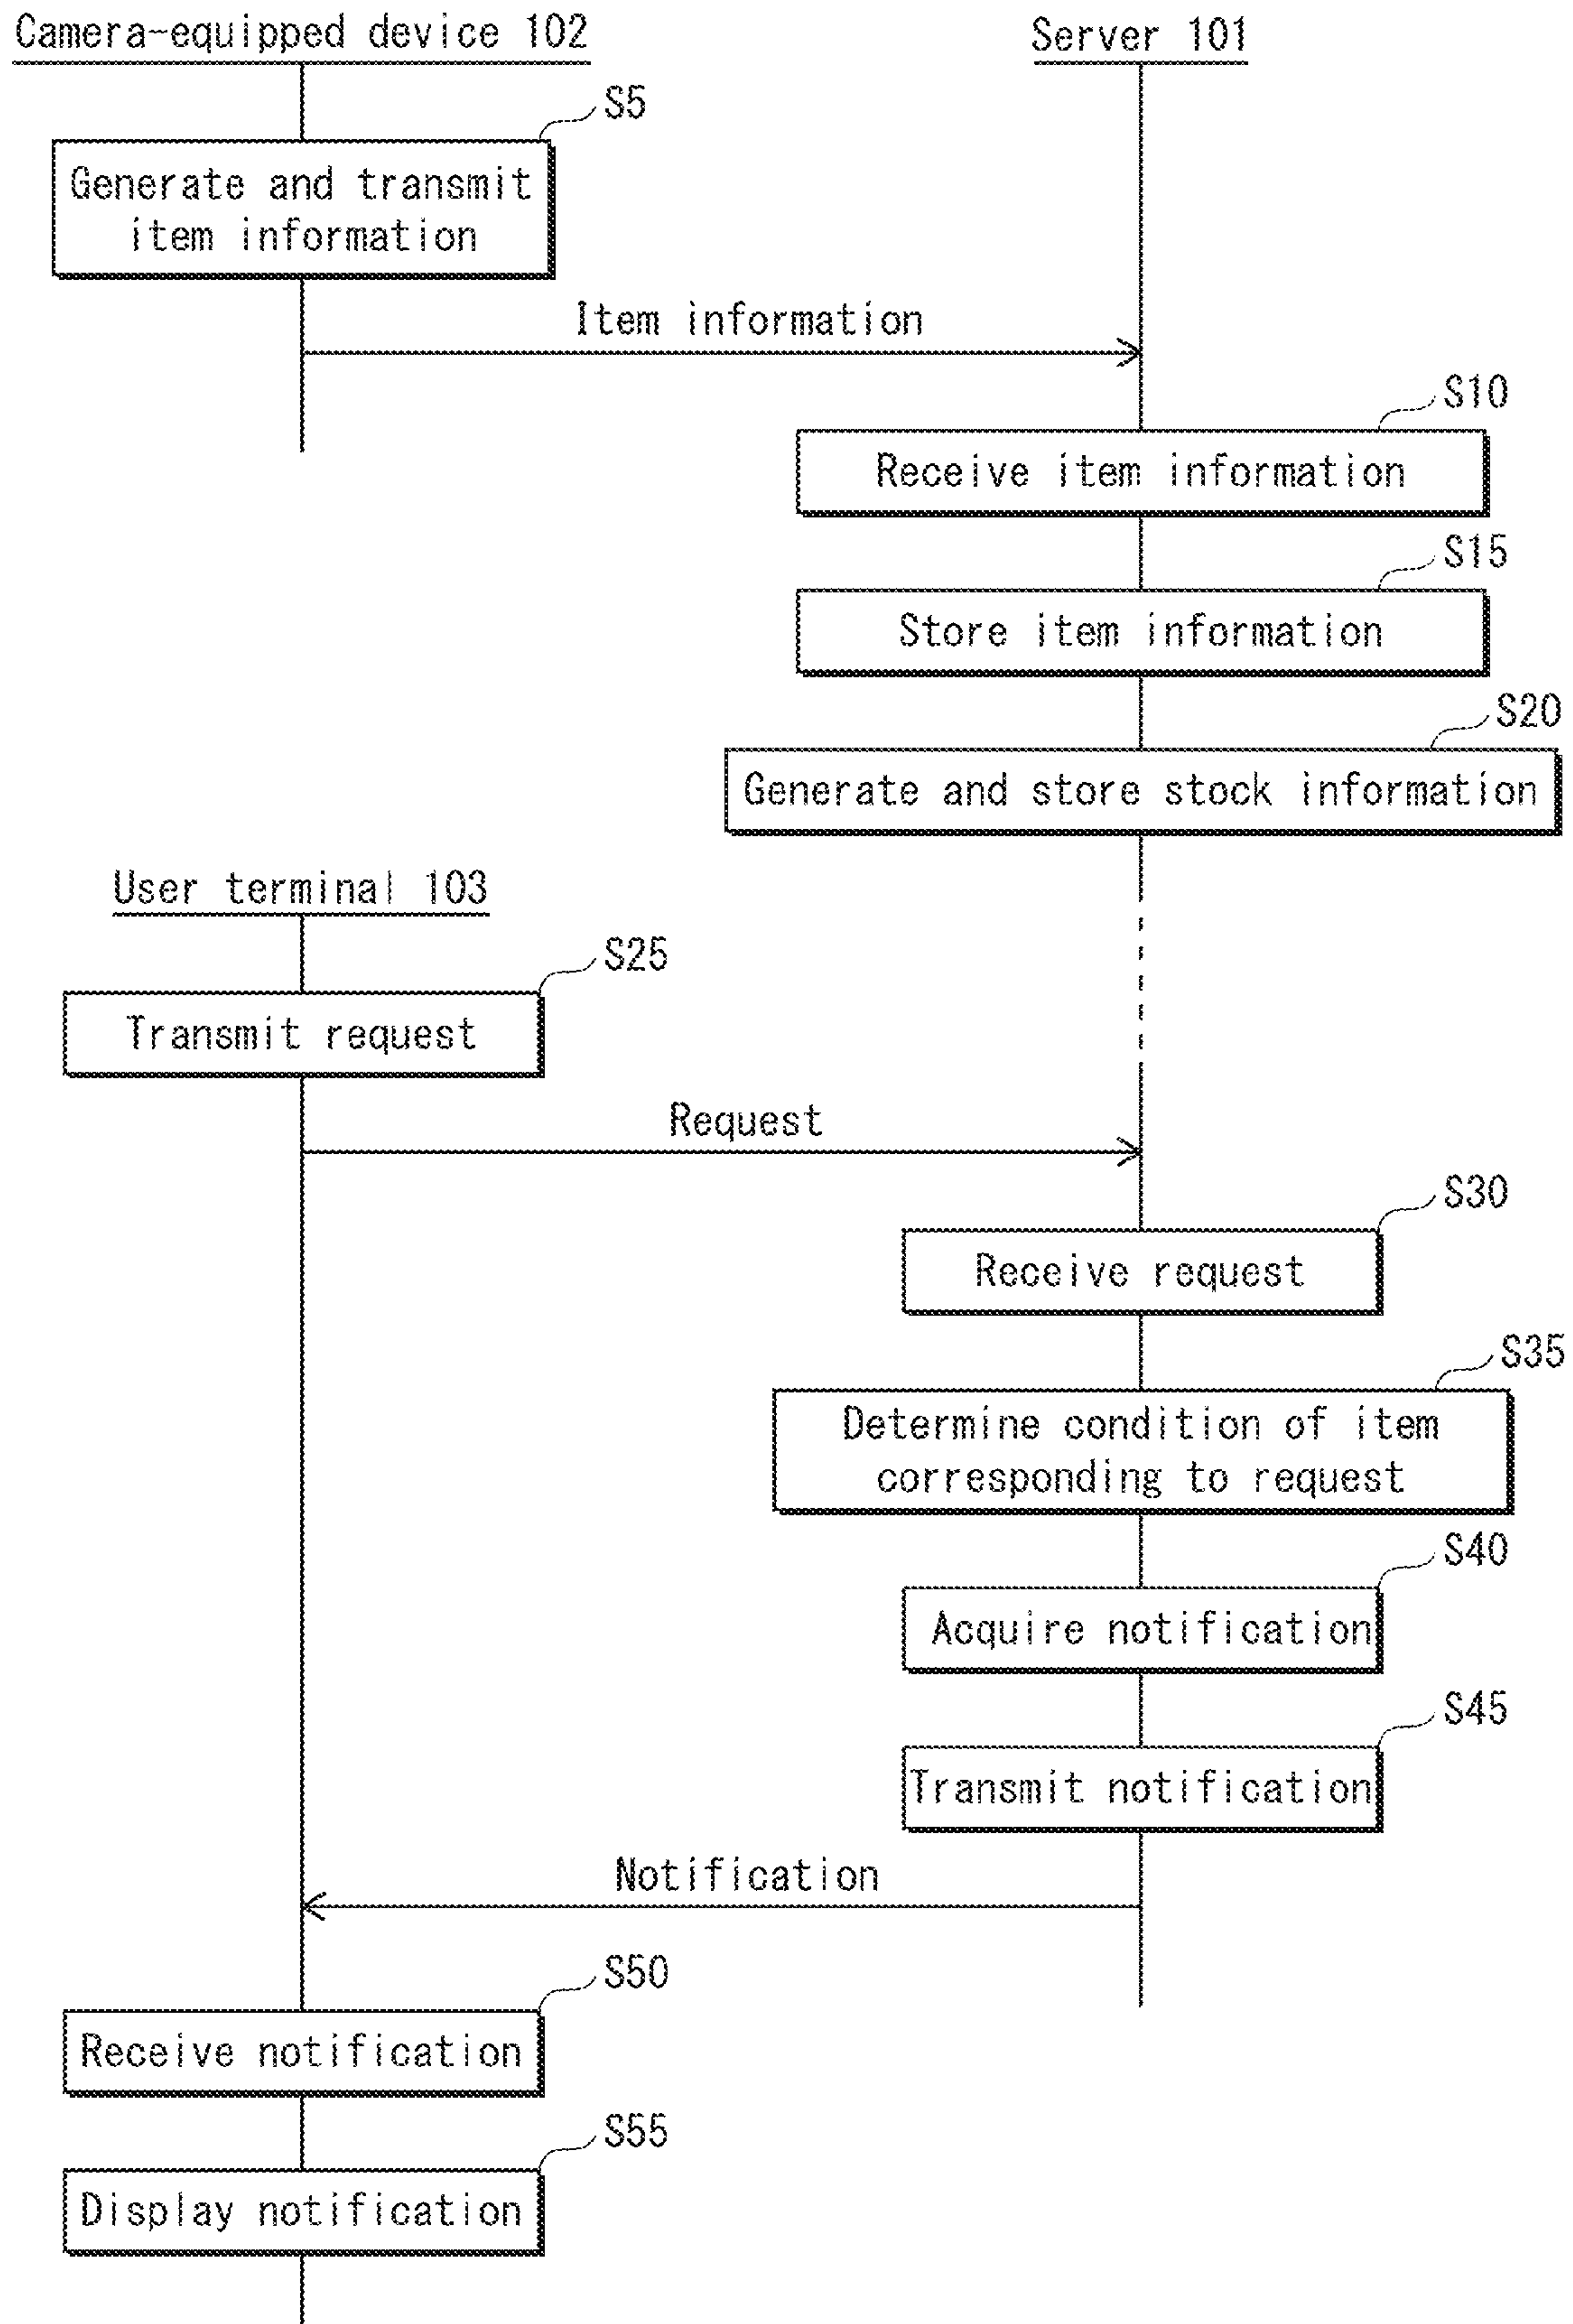 Camera-equipped device 102
Server 101
S5
Generate and transmit
item information
Item information
S10
Receive item information
S15
Store item information
S20
Generate and store stock information
User terminal 103
S25
Transmit request
Request
S30
Receive request
S35
Determine condition of item
corresponding to request
S40
Acquire notification
S45
Transmit notification
Notification
S50
Receive notification
S55
Display notification